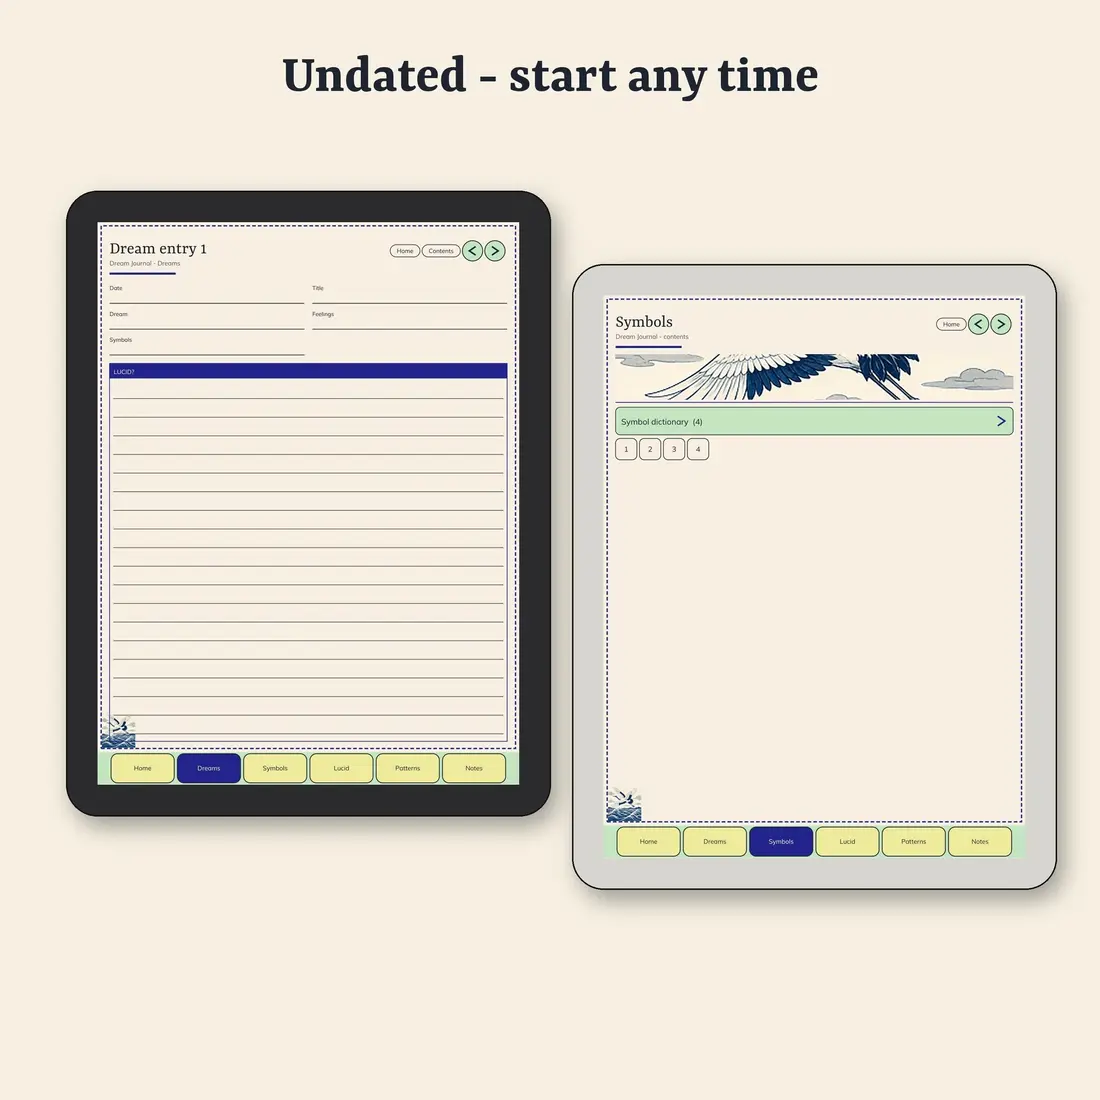 Undated - start any time
Dream entry 1
Home
Contents
Dream Journal - Dreams
Date
Title
Dream
Feelings
Symbols
LUCID?
Home
Dreams
Symbols
Lucid
Patterns
Notes
Symbols
Home
Dream Journal - contents
Symbol dictionary (4)
1 2 3 4
Home
Dreams
Symbols
Lucid
Patterns
Notes